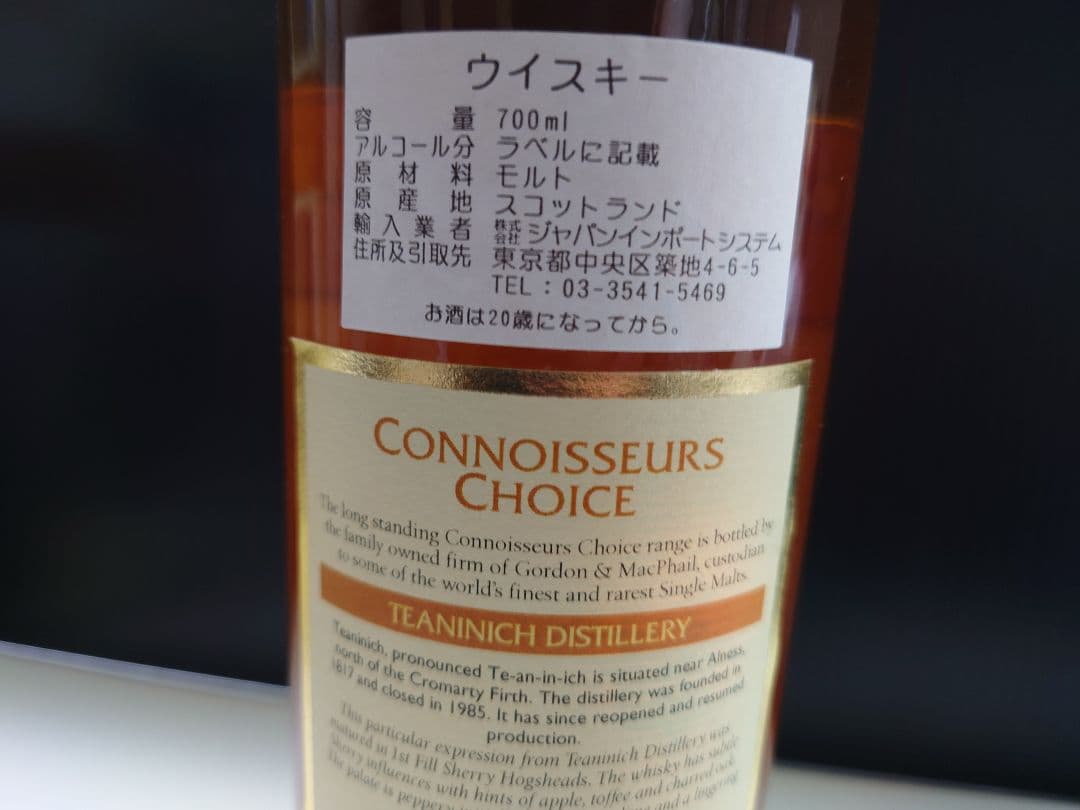 ウイスキー
容量 700ml
アルコール分 ラベルに記載
原材料 モルト
原産地 スコットランド
輸入業者 株式会社 ジャパンインポートシステム
住所及引取先 東京都中央区築地4-6-5
TEL：03-3541-5469
お酒は20歳になってから。
CONNOISSEURS
CHOICE
The long standing Connoisseurs Choice range is bottled by
the family owned firm of Gordon & MacPhail, custodian
to some of the world's finest and rarest Single Malts.
TEANINICH DISTILLERY
Teaninich, pronounced Te-an-in-ich is situated near Alness,
north of the Cromarty Firth. The distillery was founded in
1817 and closed in 1985. It has since reopened and resumed
production.
This particular expression from Teaninich Distillery was
matured in 1st Fill Sherry Hogsheads. The whisky has subtle
Sherry influences with hints of apple, toffee and charred oak.
The palate is peppery and a lingering